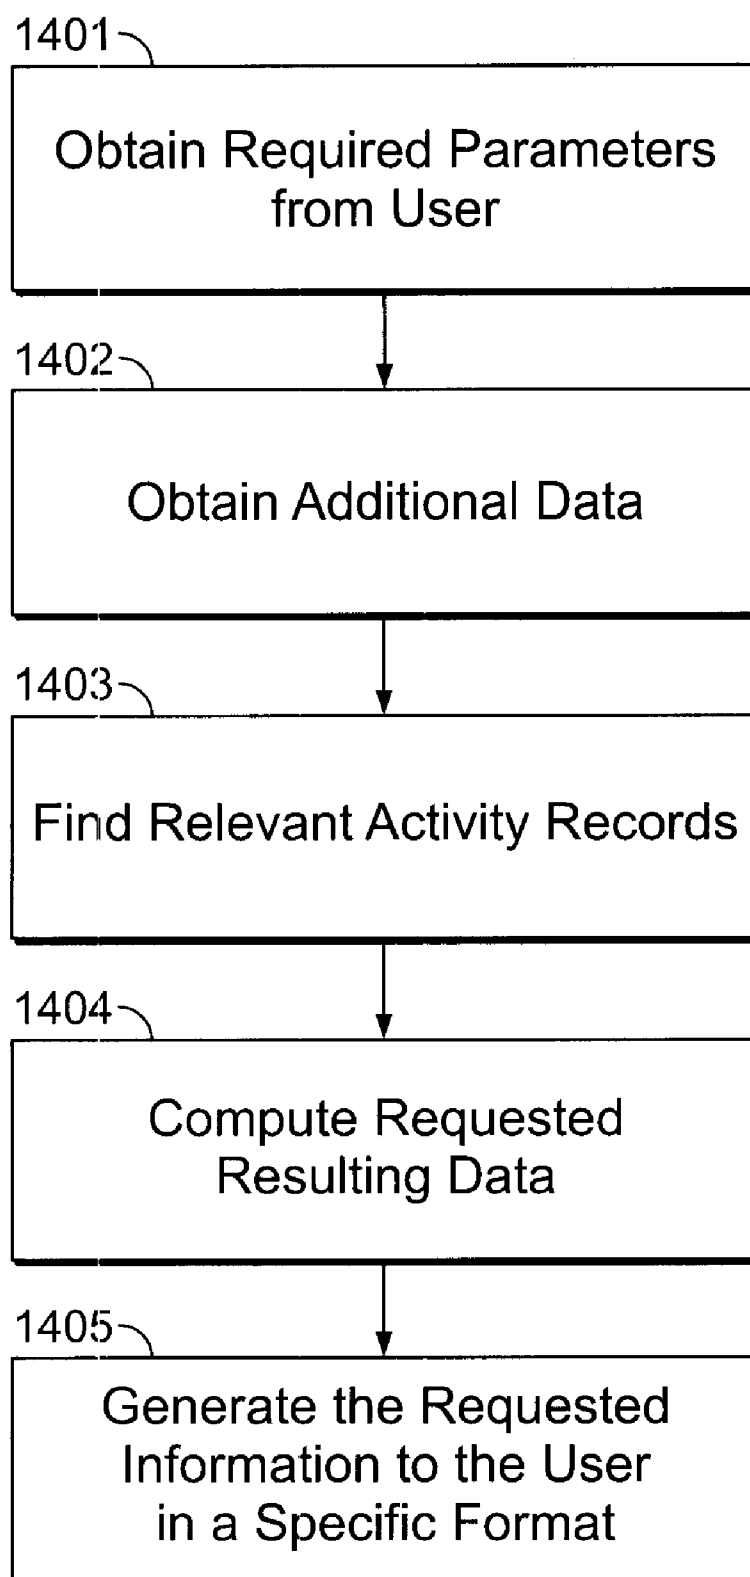 1401
Obtain Required Parameters
from User
1402
Obtain Additional Data
1403
Find Relevant Activity Records
1404
Compute Requested
Resulting Data
1405
Generate the Requested
Information to the User
in a Specific Format